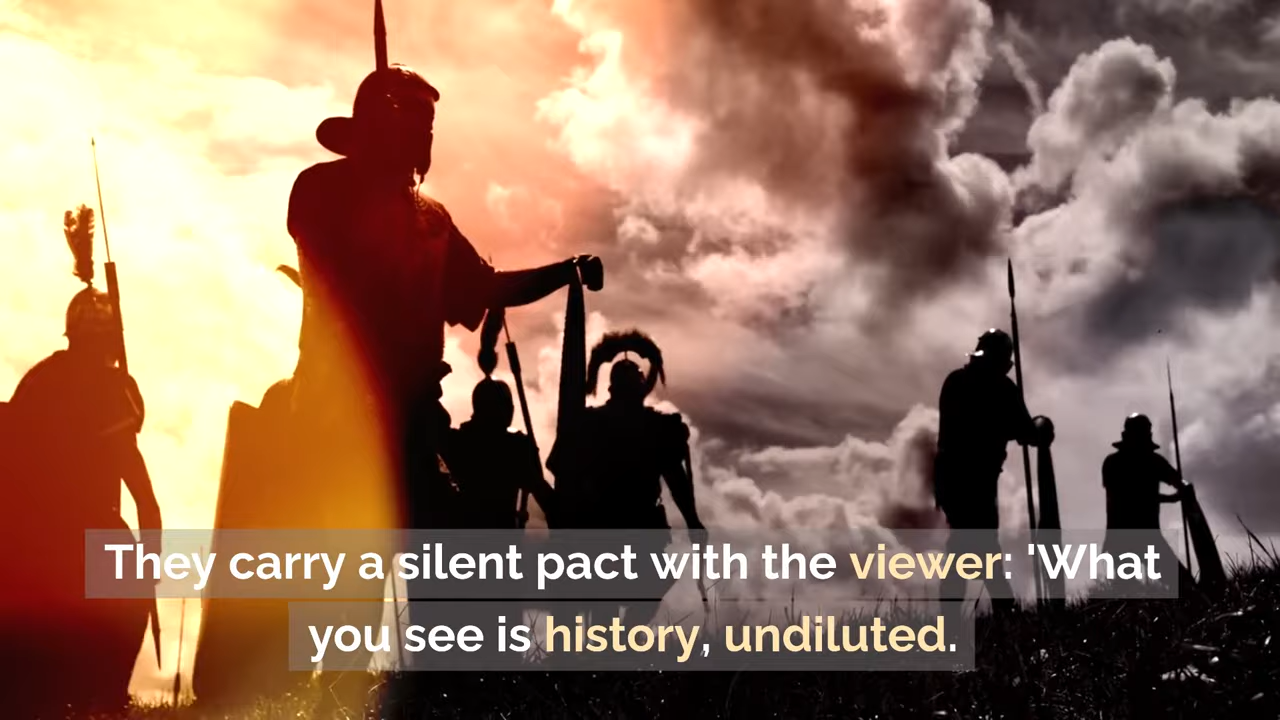 They carry a silent pact with the viewer: 'What
you see is history, undiluted.